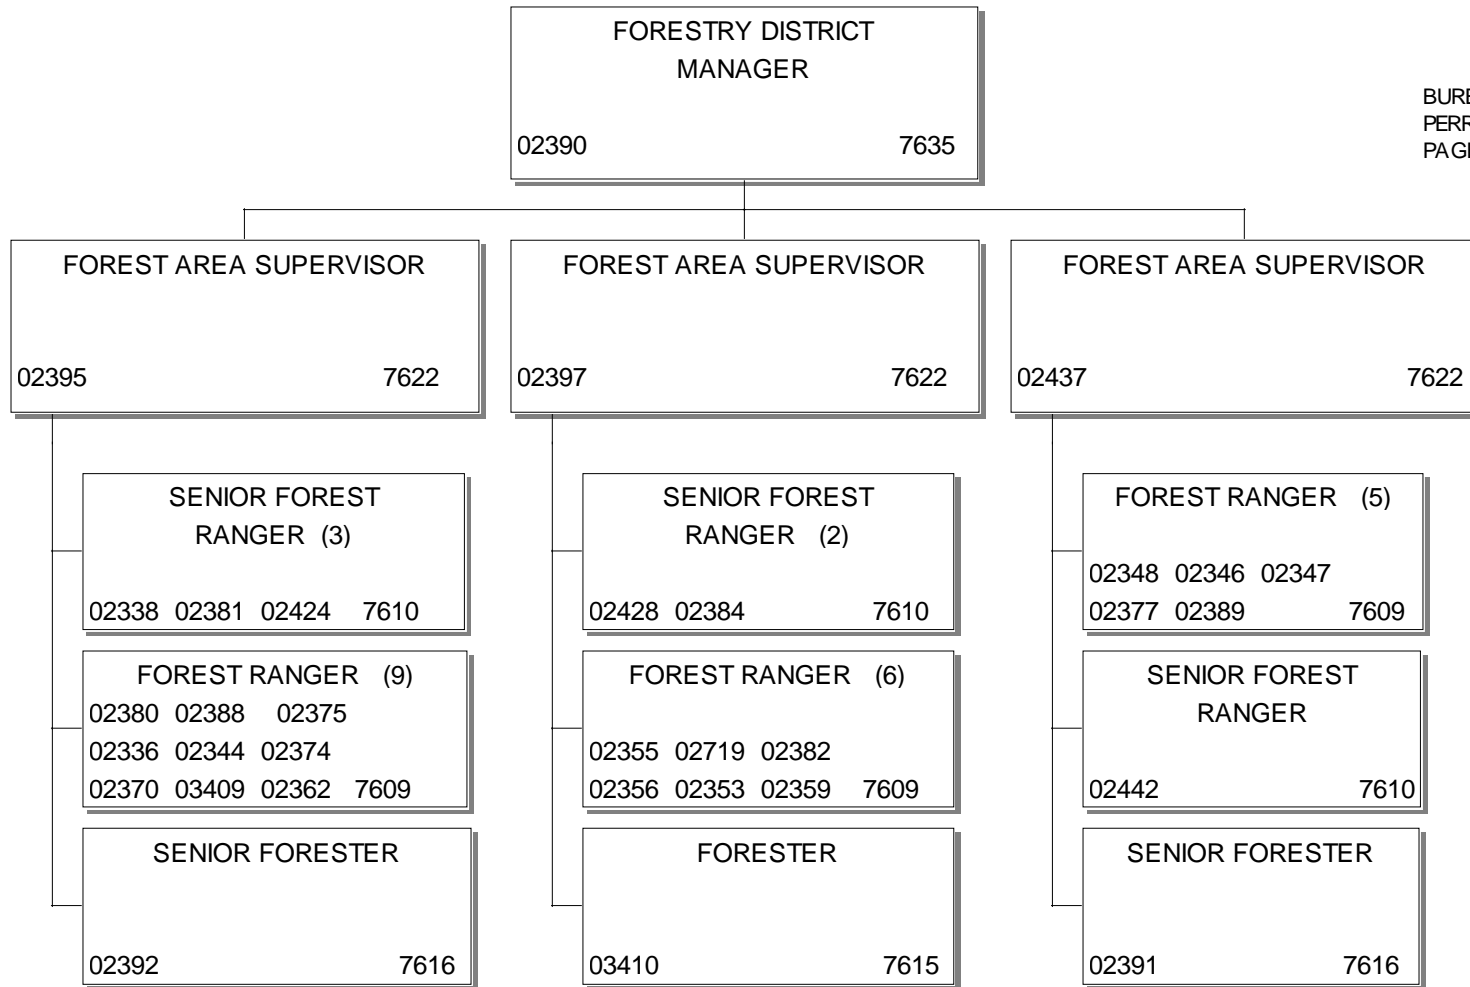 FORESTRY DISTRICT
MANAGER
02390 7635
BURE
PERR
PAG
FOREST AREA SUPERVISOR
02395 7622
FOREST AREA SUPERVISOR
02397 7622
FOREST AREA SUPERVISOR
02437 7622
SENIOR FOREST
RANGER (3)
02338 02381 02424 7610
FOREST RANGER (9)
02380 02388 02375
02336 02344 02374
02370 03409 02362 7609
SENIOR FORESTER
02392 7616
SENIOR FOREST
RANGER (2)
02428 02384 7610
FOREST RANGER (6)
02355 02719 02382
02356 02353 02359 7609
FORESTER
03410 7615
FOREST RANGER (5)
02348 02346 02347
02377 02389 7609
SENIOR FOREST
RANGER
02442 7610
SENIOR FORESTER
02391 7616